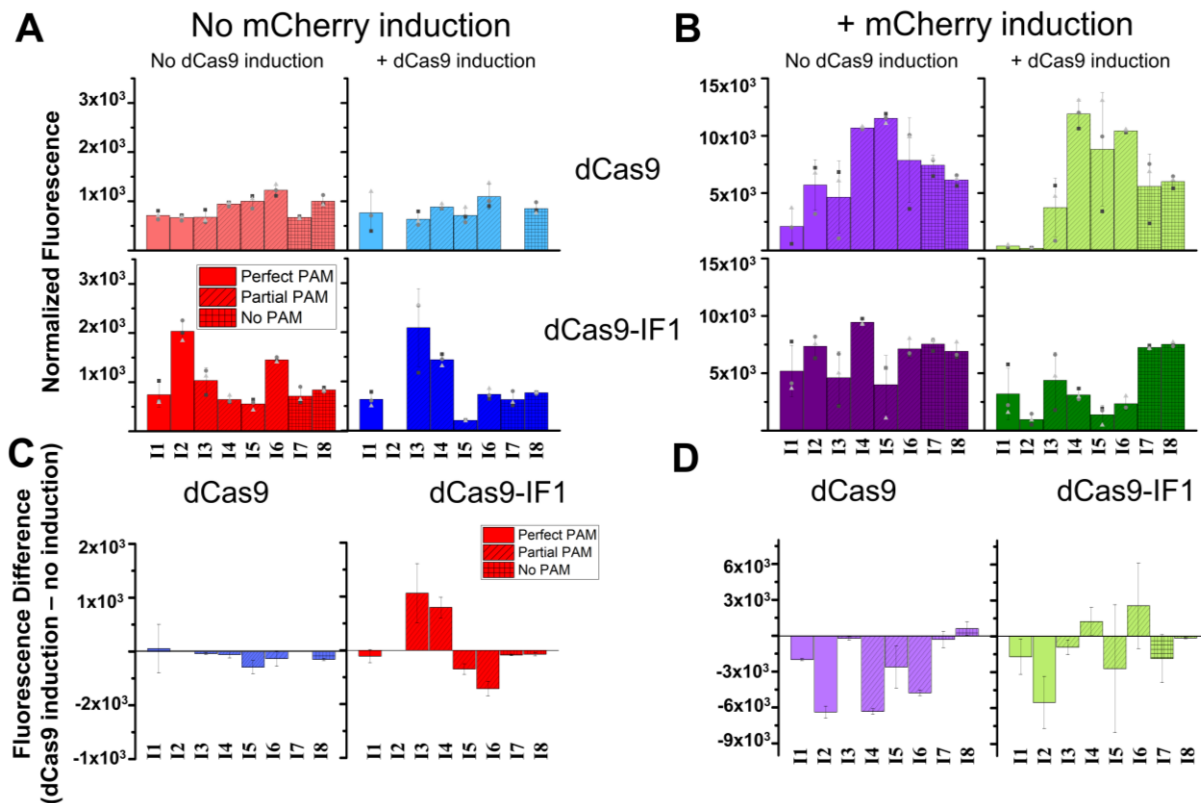 A
No mCherry induction
No dCas9 induction
+ dCas9 induction
B
+ mCherry induction
No dCas9 induction
+ dCas9 induction
Normalized Fluorescence
3x10³
2x10³
1x10³
dCas9
15x10³
10x10³
5x10³
3x10³
2x10³
1x10³
Perfect PAM
Partial PAM
No PAM
dCas9-IF1
15x10³
10x10³
5x10³
I1 I2 I3 I4 I5 I6 I7 I8
I1 I2 I3 I4 I5 I6 I7 I8
I1 I2 I3 I4 I5 I6 I7 I8
I1 I2 I3 I4 I5 I6 I7 I8
C
dCas9
dCas9-IF1
Fluorescence Difference
(dCas9 induction – no induction)
2x10³
1x10³
0
-2x10³
-1x10³
Perfect PAM
Partial PAM
No PAM
I1 I2 I3 I4 I5 I6 I7 I8
I1 I2 I3 I4 I5 I6 I7 I8
D
dCas9
dCas9-IF1
6x10³
3x10³
0
-3x10³
-6x10³
-9x10³
I1 I2 I3 I4 I5 I6 I7 I8
I1 I2 I3 I4 I5 I6 I7 I8